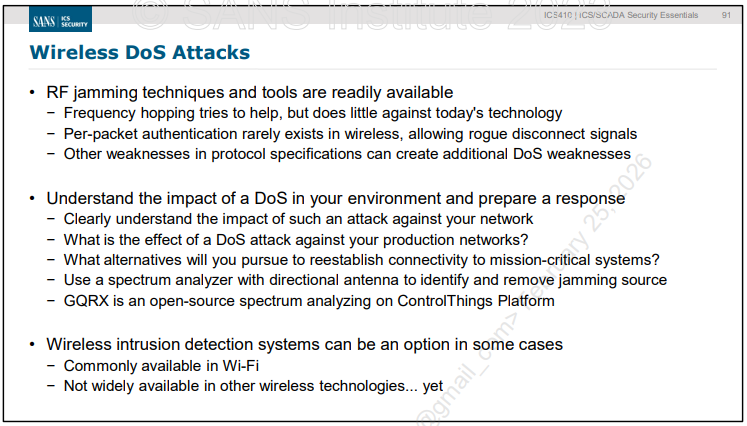 © SANS Institute 2026
SANS ICS SECURITY
ICS410 | ICS/SCADA Security Essentials 91
Wireless DoS Attacks
• RF jamming techniques and tools are readily available
− Frequency hopping tries to help, but does little against today's technology
− Per-packet authentication rarely exists in wireless, allowing rogue disconnect signals
− Other weaknesses in protocol specifications can create additional DoS weaknesses
• Understand the impact of a DoS in your environment and prepare a response
− Clearly understand the impact of such an attack against your network
− What is the effect of a DoS attack against your production networks?
− What alternatives will you pursue to reestablish connectivity to mission-critical systems?
− Use a spectrum analyzer with directional antenna to identify and remove jamming source
− GQRX is an open-source spectrum analyzing on ControlThings Platform
• Wireless intrusion detection systems can be an option in some cases
− Commonly available in Wi-Fi
− Not widely available in other wireless technologies... yet
@gmail_com> February 25, 2026